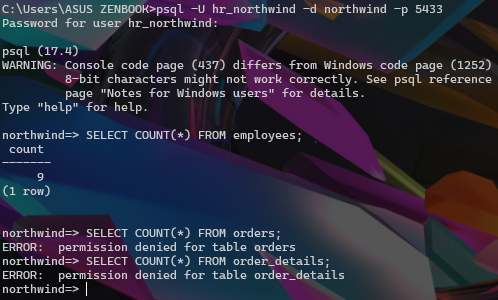 C:\Users\ASUS ZENBOOK>psql -U hr_northwind -d northwind -p 5433
Password for user hr_northwind:
psql (17.4)
WARNING: Console code page (437) differs from Windows code page (1252)
8-bit characters might not work correctly. See psql reference
page "Notes for Windows users" for details.
Type "help" for help.
northwind=> SELECT COUNT(*) FROM employees;
count
-------
9
(1 row)
northwind=> SELECT COUNT(*) FROM orders;
ERROR:  permission denied for table orders
northwind=> SELECT COUNT(*) FROM order_details;
ERROR:  permission denied for table order_details
northwind=>